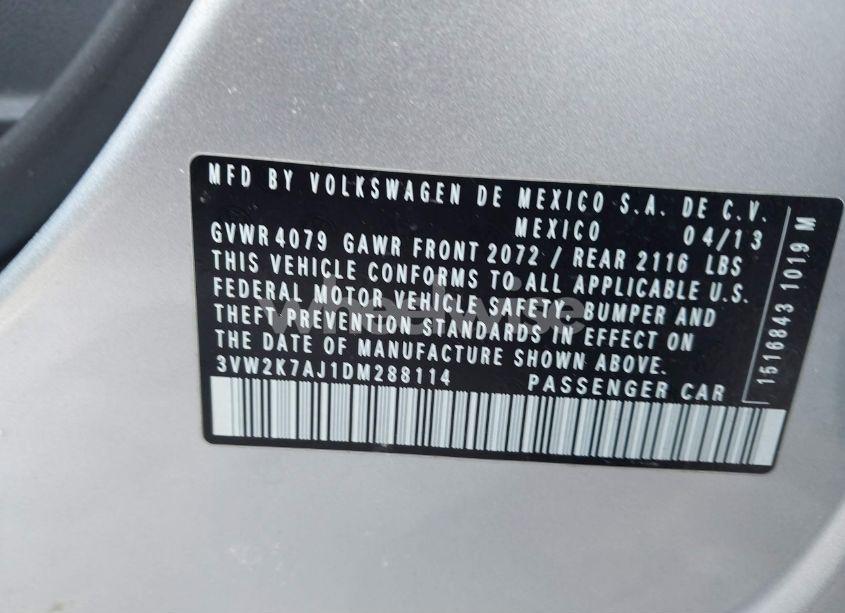 MFD BY VOLKSWAGEN DE MEXICO S.A. DE C.V.
MEXICO 04/13
GVWR 4079 GAWR FRONT 2072 / REAR 2116 LBS
THIS VEHICLE CONFORMS TO ALL APPLICABLE U.S.
FEDERAL MOTOR VEHICLE SAFETY, BUMPER AND
THEFT PREVENTION STANDARDS IN EFFECT ON
THE DATE OF MANUFACTURE SHOWN ABOVE.
3VW2K7AJ1DM288114 PASSENGER CAR
1516843 1019 M